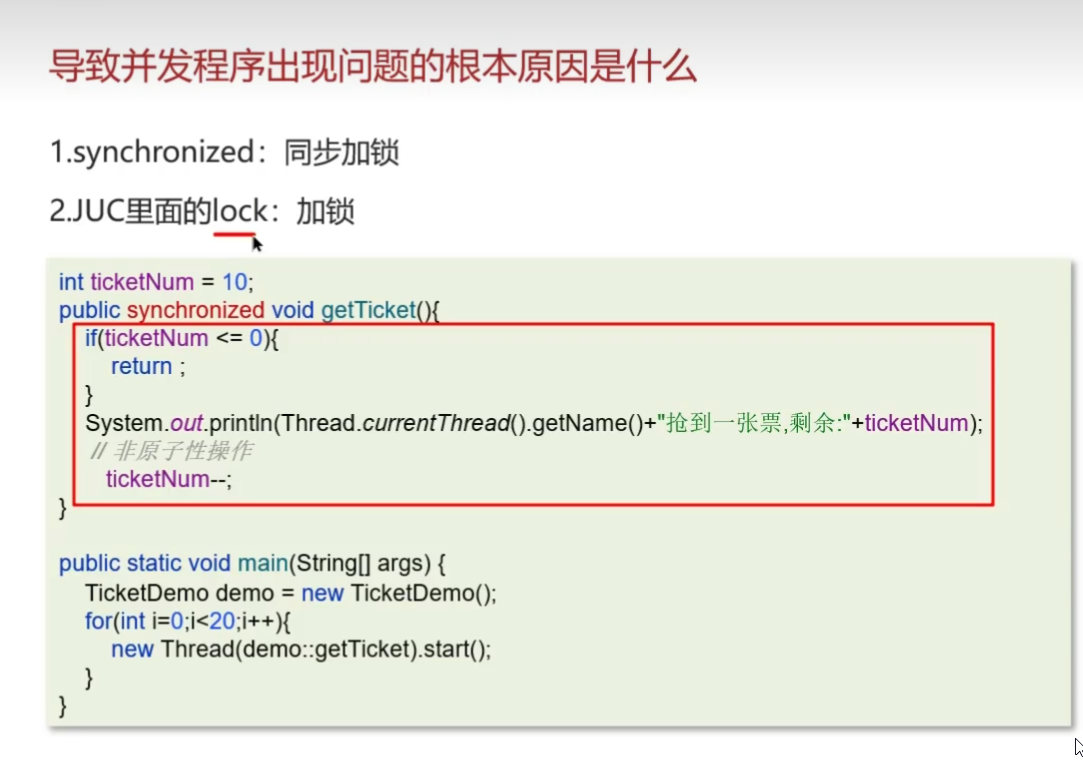 导致并发程序出现问题的根本原因是什么
1.synchronized：同步加锁
2.JUC里面的lock：加锁
int ticketNum = 10;
public synchronized void getTicket(){
if(ticketNum <= 0){
return ;
}
System.out.println(Thread.currentThread().getName()+"抢到一张票,剩余:"+ticketNum);
// 非原子性操作
ticketNum--;
}
public static void main(String[] args) {
TicketDemo demo = new TicketDemo();
for(int i=0;i<20;i++){
new Thread(demo::getTicket).start();
}
}